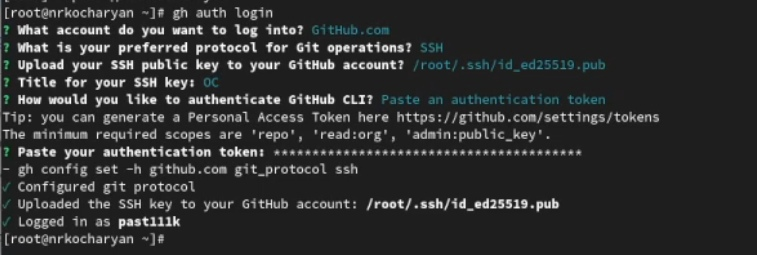 [root@nrkocharyan ~]# gh auth login
? What account do you want to log into? GitHub.com
? What is your preferred protocol for Git operations? SSH
? Upload your SSH public key to your GitHub account? /root/.ssh/id_ed25519.pub
? Title for your SSH key: OC
? How would you like to authenticate GitHub CLI? Paste an authentication token
Tip: you can generate a Personal Access Token here https://github.com/settings/tokens
The minimum required scopes are 'repo', 'read:org', 'admin:public_key'.
? Paste your authentication token: ****************************************
- gh config set -h github.com git_protocol ssh
✓ Configured git protocol
✓ Uploaded the SSH key to your GitHub account: /root/.ssh/id_ed25519.pub
✓ Logged in as past111k
[root@nrkocharyan ~]#